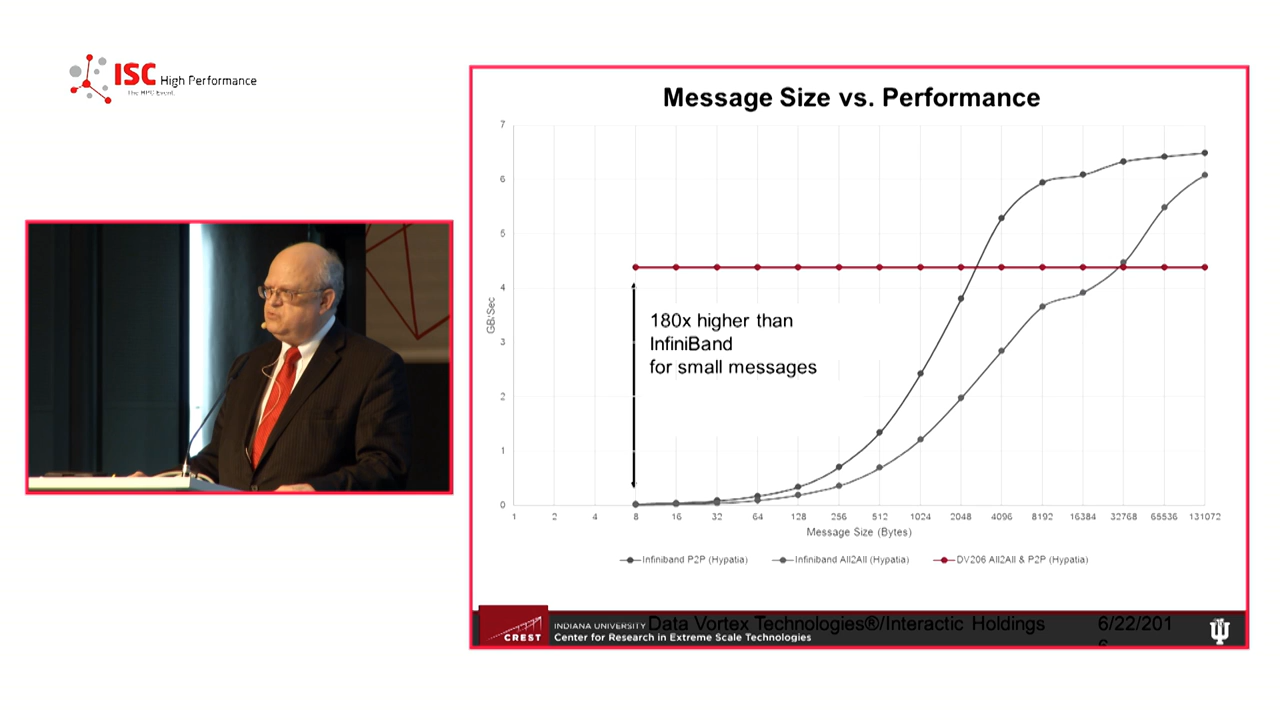 ISC High Performance
The HPC Event.
Message Size vs. Performance
7
6
5
4
3
2
1
0
GB/Sec
180x higher than
InfiniBand
for small messages
1 2 4 8 16 32 64 128 256 512 1024 2048 4096 8192 16384 32768 65536 131072
Message Size (Bytes)
Infiniband P2P (Hypatia) Infiniband All2All (Hypatia) DV206 All2All & P2P (Hypatia)
CREST
INDIANA UNIVERSITY
Center for Research in Extreme Scale Technologies
Data Vortex Technologies®/Interactic Holdings
6/22/201
6